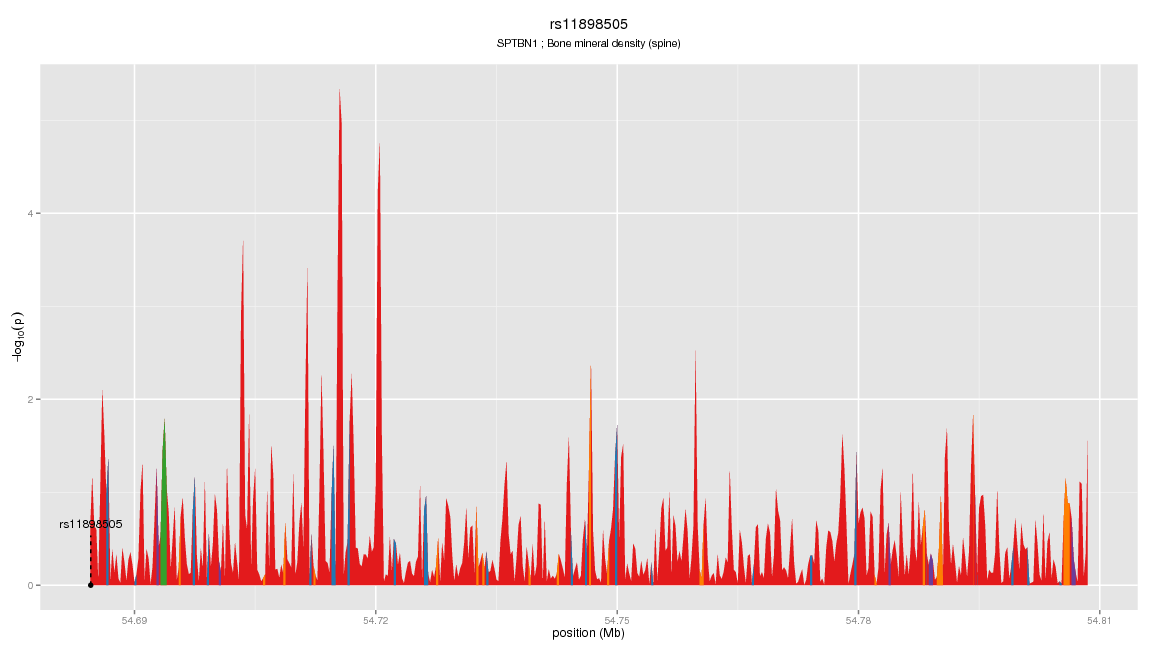 rs11898505
SPTBN1 ; Bone mineral density (spine)
−log10(p)
4
2
0
rs11898505
54.69
54.72
54.75
54.78
54.81
position (Mb)